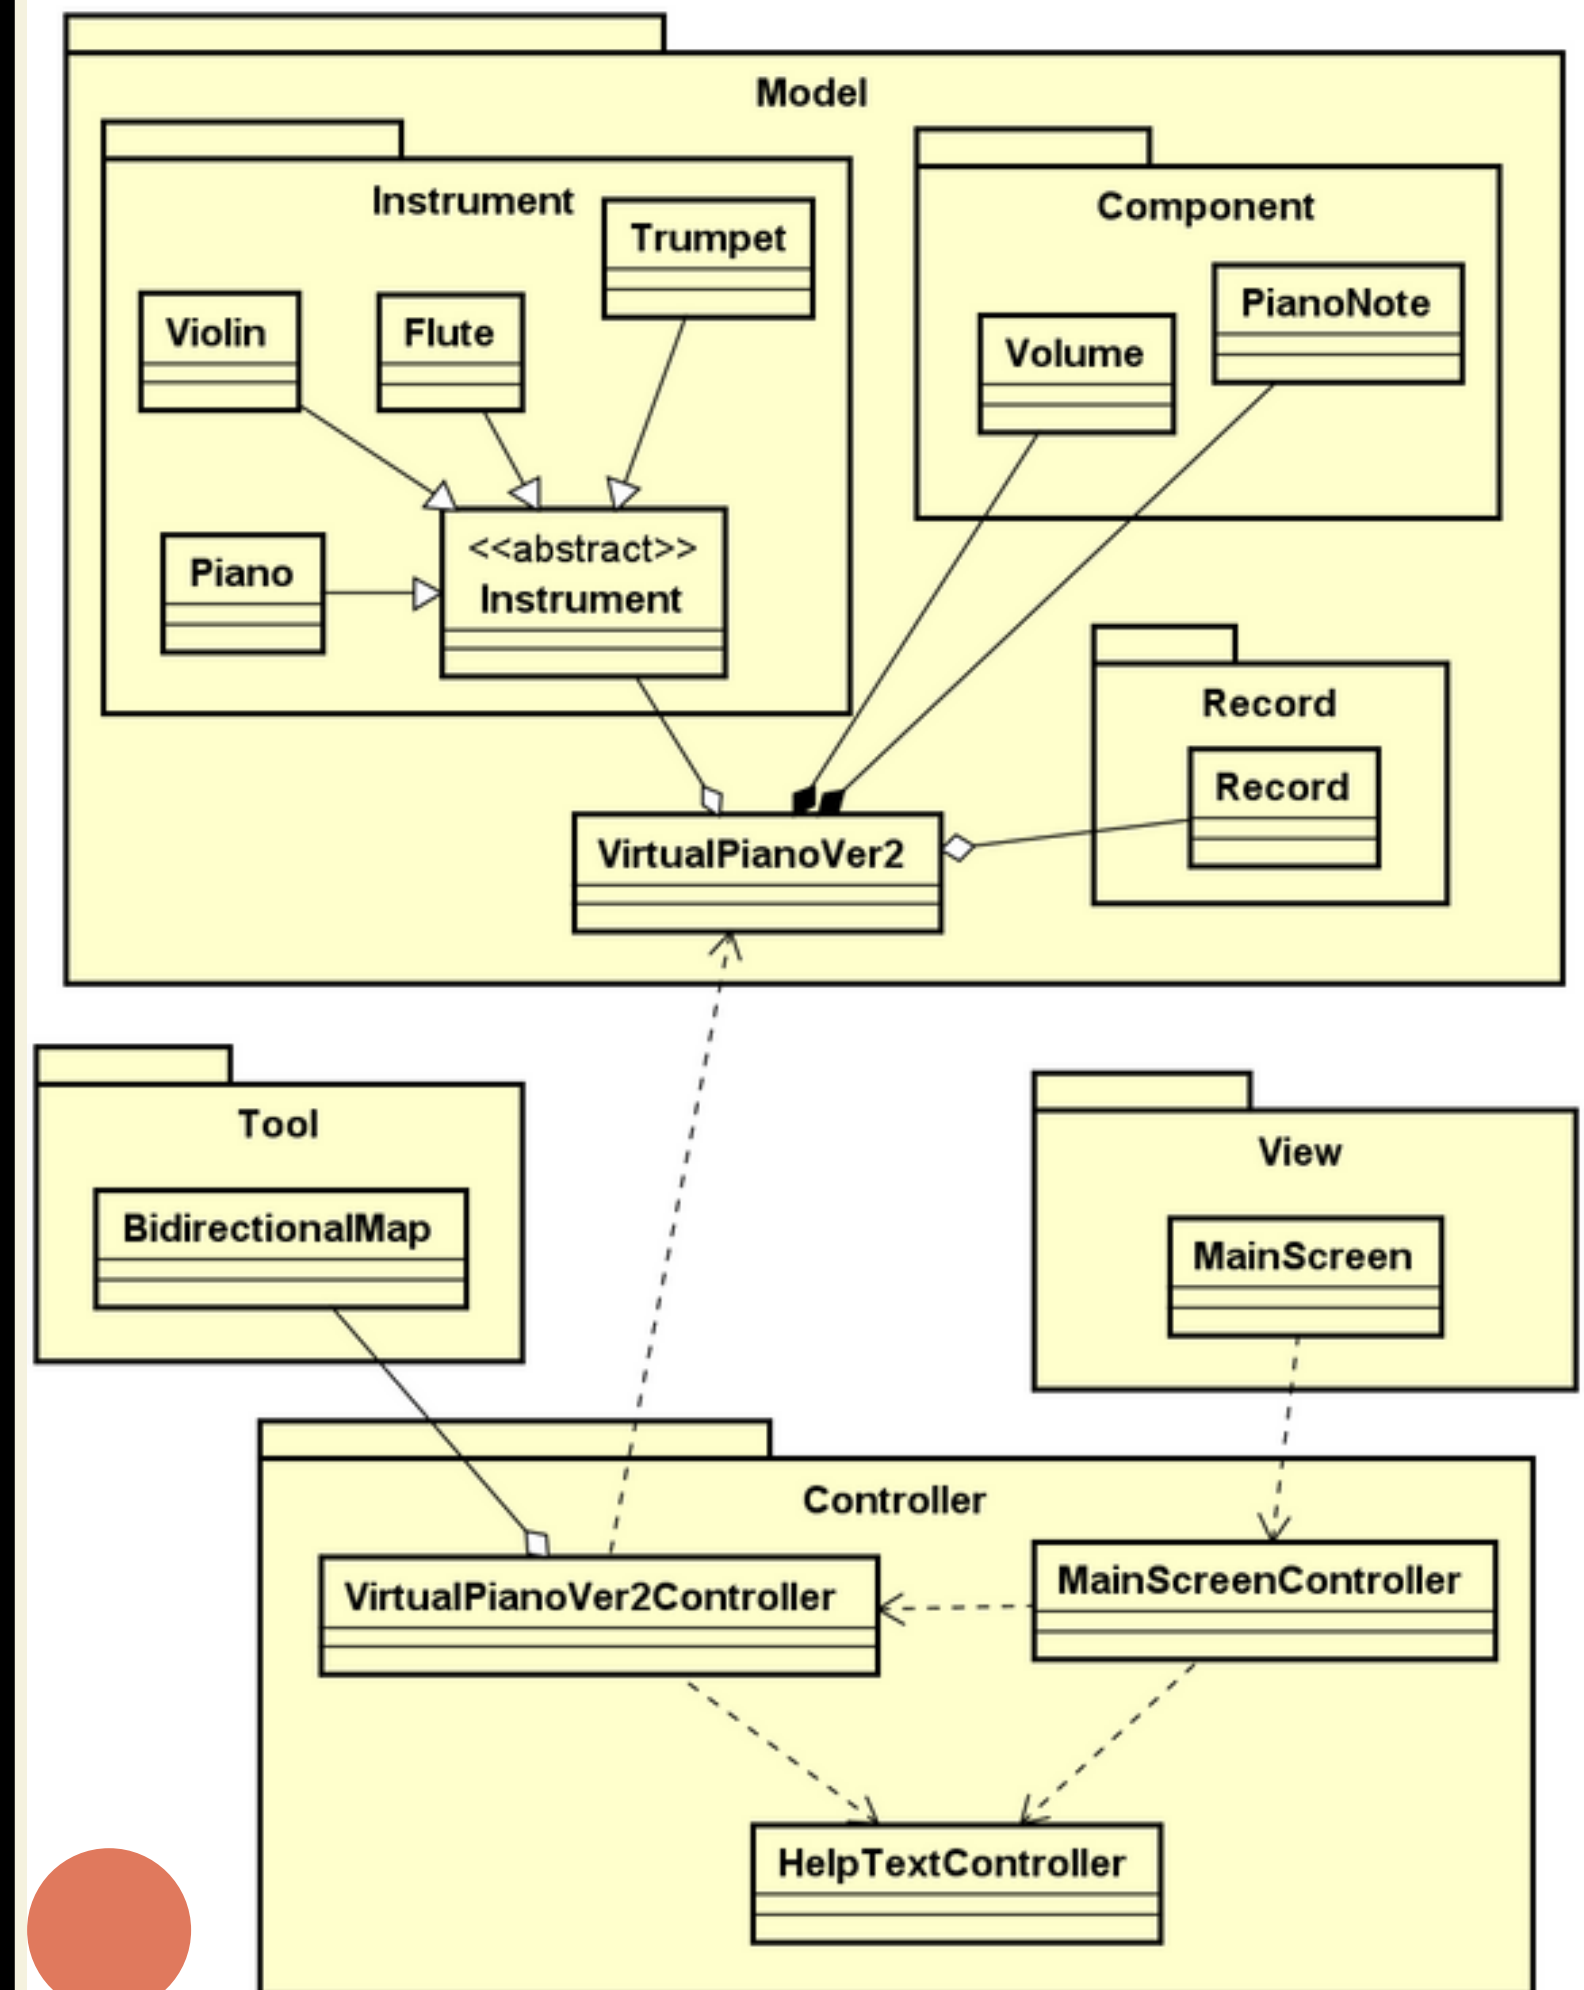 Model
Instrument
Trumpet
Violin
Flute
Piano
<<abstract>>
Instrument
Component
PianoNote
Volume
Record
Record
VirtualPianoVer2
Tool
BidirectionalMap
View
MainScreen
Controller
VirtualPianoVer2Controller
MainScreenController
HelpTextController